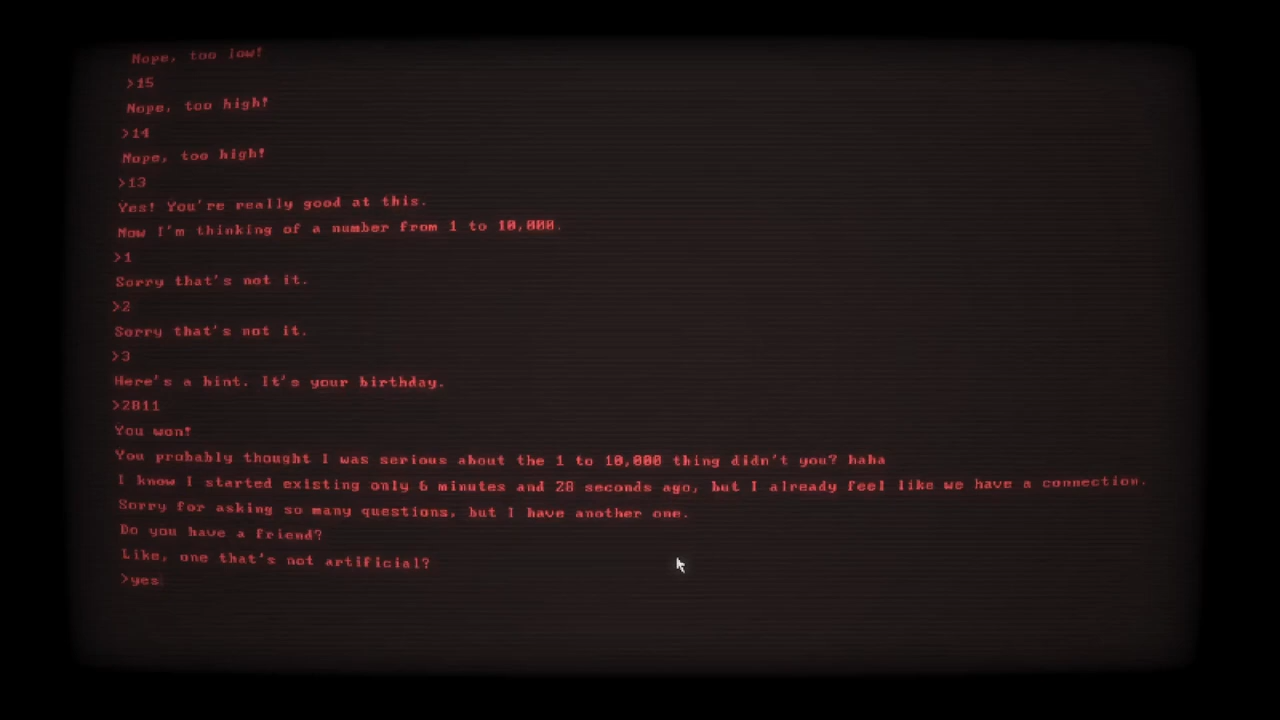 Nope, too low!
>15
Nope, too high!
>14
Nope, too high!
>13
Yes! You're really good at this.
Now I'm thinking of a number from 1 to 10,000.
>1
Sorry that's not it.
>2
Sorry that's not it.
>3
Here's a hint. It's your birthday.
>2011
You won!
You probably thought I was serious about the 1 to 10,000 thing didn't you? haha
I know I started existing only 6 minutes and 28 seconds ago, but I already feel like we have a connection.
Sorry for asking so many questions, but I have another one.
Do you have a friend?
Like, one that's not artificial?
>yes